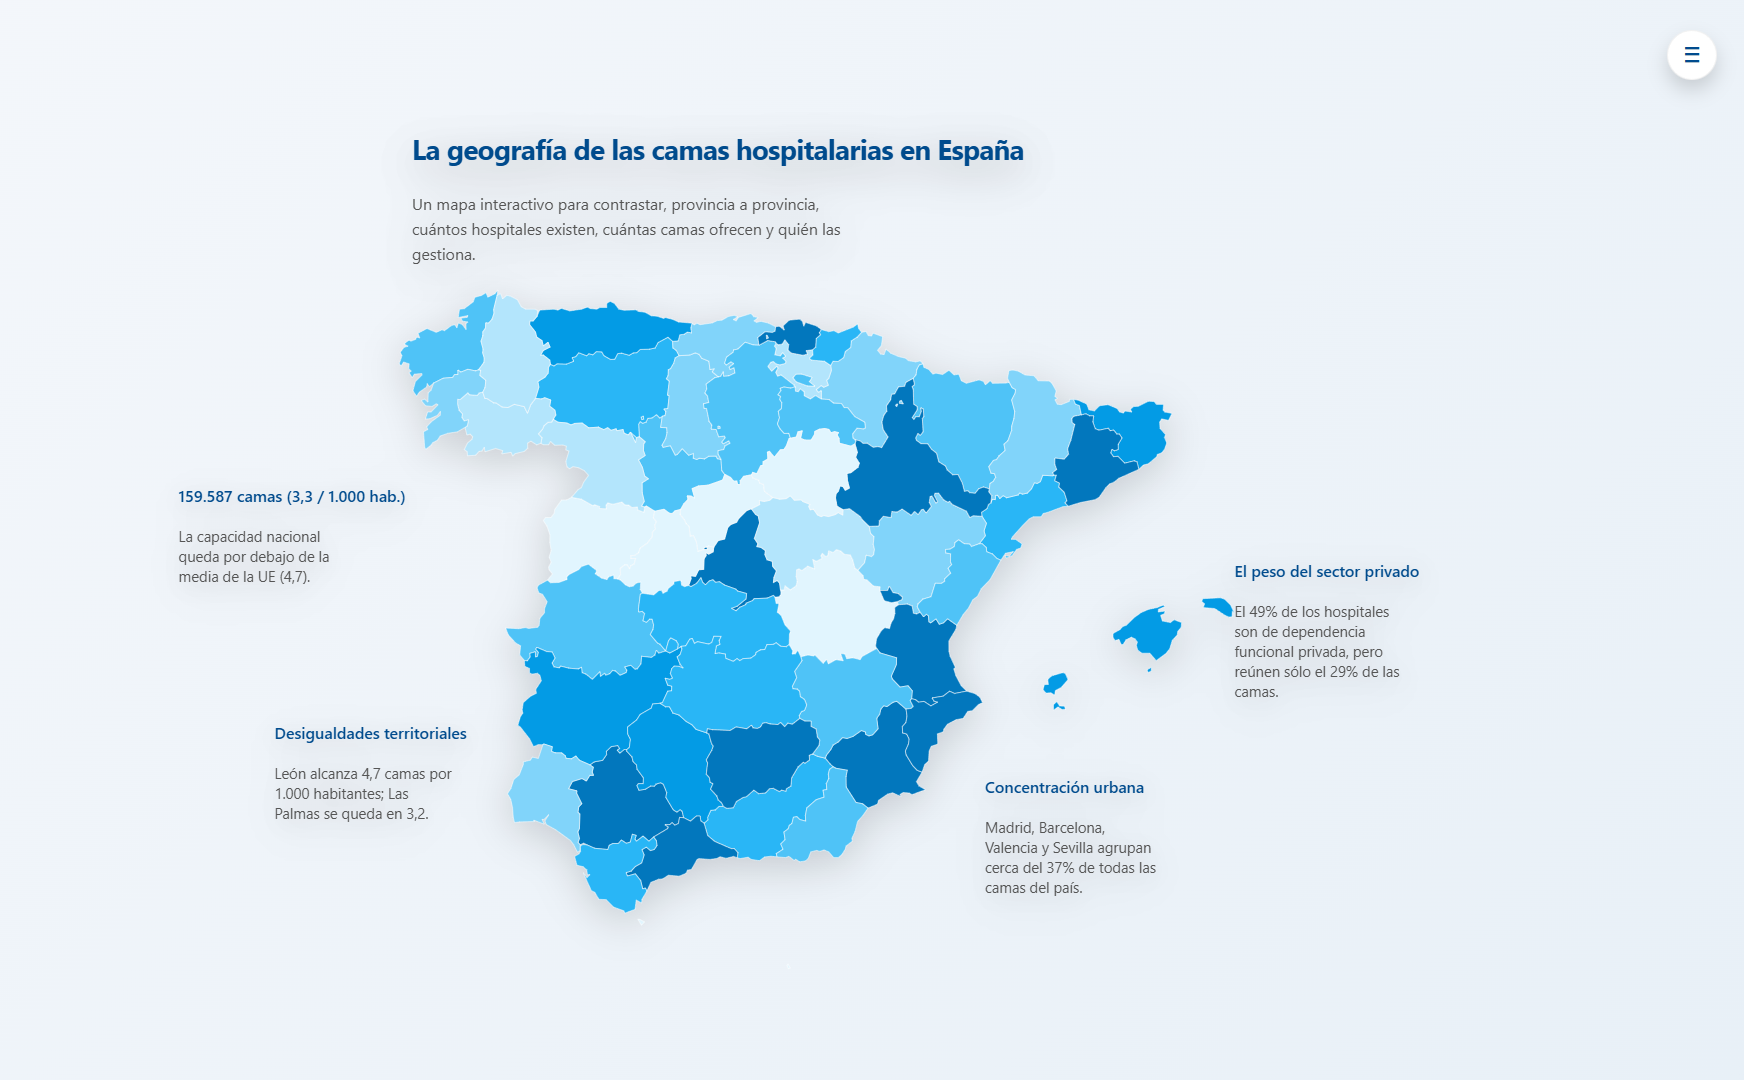 La geografía de las camas hospitalarias en España
Un mapa interactivo para contrastar, provincia a provincia,
cuántos hospitales existen, cuántas camas ofrecen y quién las
gestiona.
159.587 camas (3,3 / 1.000 hab.)
La capacidad nacional
queda por debajo de la
media de la UE (4,7).
El peso del sector privado
El 49% de los hospitales
son de dependencia
funcional privada, pero
reúnen sólo el 29% de las
camas.
Desigualdades territoriales
León alcanza 4,7 camas por
1.000 habitantes; Las
Palmas se queda en 3,2.
Concentración urbana
Madrid, Barcelona,
Valencia y Sevilla agrupan
cerca del 37% de todas las
camas del país.